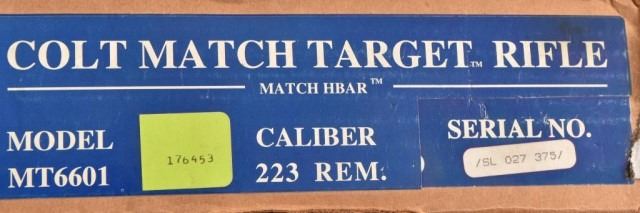 COLT MATCH TARGET™ RIFLE
MATCH HBAR™
MODEL
MT6601
176453
CALIBER
223 REM.
SERIAL NO.
/SL 027 375/